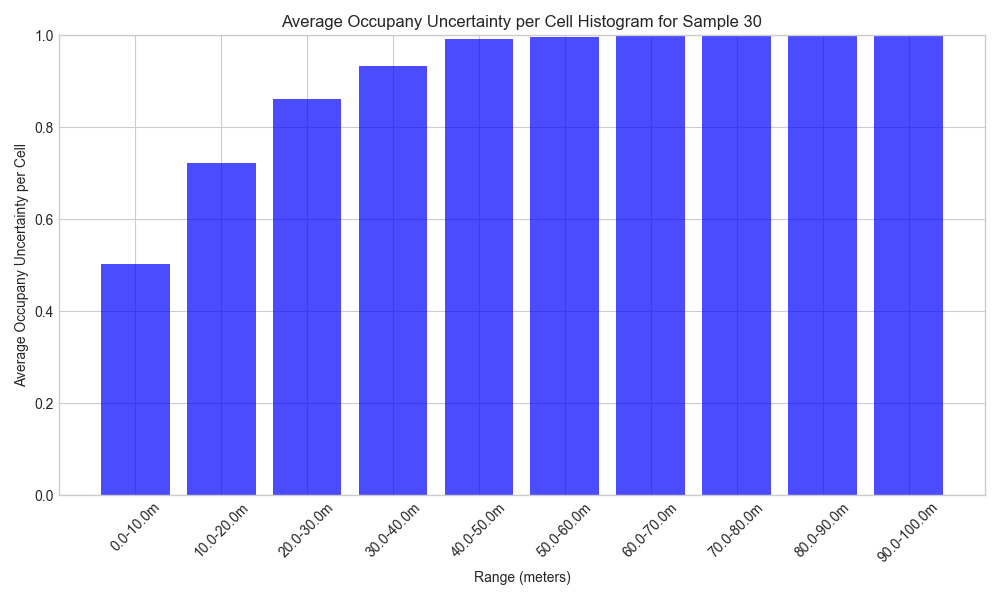 Average Occupany Uncertainty per Cell Histogram for Sample 30
Average Occupany Uncertainty per Cell
1.0
0.8
0.6
0.4
0.2
0.0
0.0-10.0m
10.0-20.0m
20.0-30.0m
30.0-40.0m
40.0-50.0m
50.0-60.0m
60.0-70.0m
70.0-80.0m
80.0-90.0m
90.0-100.0m
Range (meters)